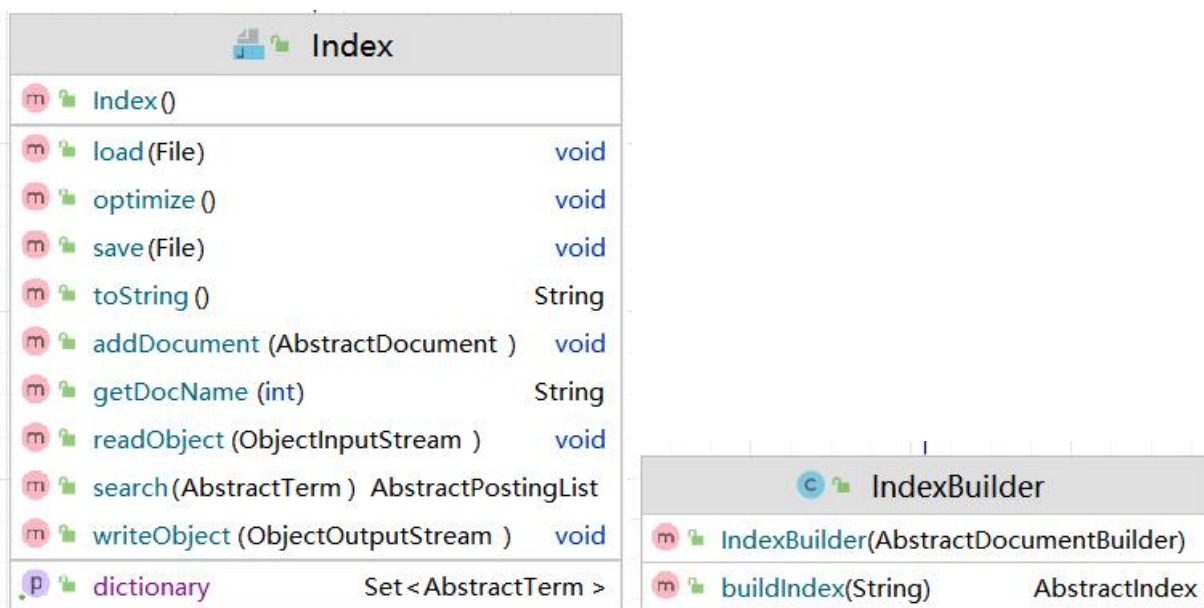 Index
Index()
load(File) void
optimize() void
save(File) void
toString() String
addDocument(AbstractDocument) void
getDocName(int) String
readObject(ObjectInputStream) void
search(AbstractTerm) AbstractPostingList
writeObject(ObjectOutputStream) void
dictionary Set<AbstractTerm>
IndexBuilder
IndexBuilder(AbstractDocumentBuilder)
buildIndex(String) AbstractIndex